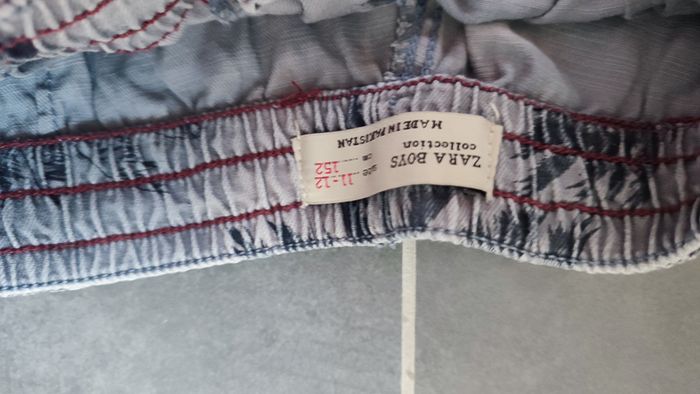 ZARA BOYS
collection
MADE IN PAKISTAN
size ... 11-12
cm ..... 152